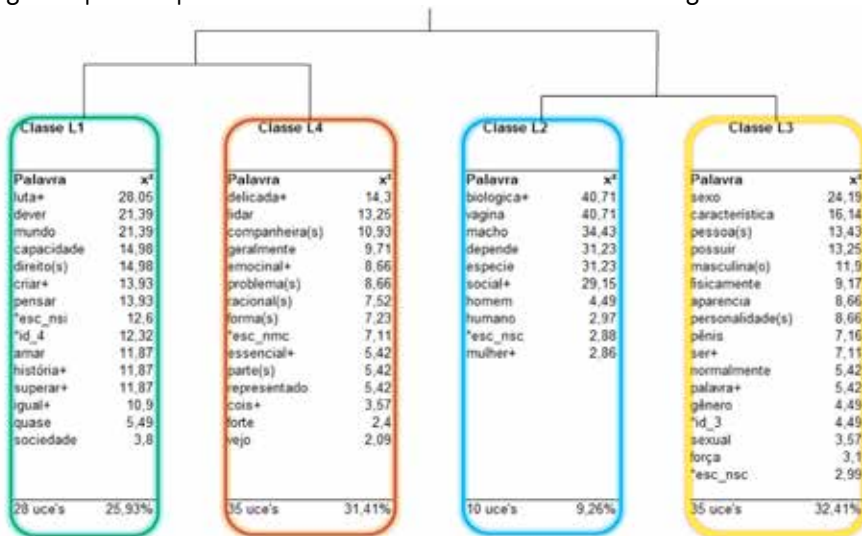 Classe L1
Palavra x²
luta+ 28,05
dever 21,39
mundo 21,39
capacidade 14,98
direito(s) 14,98
criar+ 13,93
pensar 13,93
*esc_nsi 12,6
*id_4 12,32
amar 11,87
história+ 11,87
superar+ 11,87
igual+ 10,9
quase 5,49
sociedade 3,8
28 uce's 25,93%
Classe L4
Palavra x²
delicada+ 14,3
lidar 13,25
companheira(s) 10,93
geralmente 9,71
emocinal+ 8,66
problema(s) 8,66
racional(s) 7,52
forma(s) 7,23
*esc_nmc 7,11
essencial+ 5,42
parte(s) 5,42
representado 5,42
cois+ 3,57
forte 2,4
vejo 2,09
35 uce's 31,41%
Classe L2
Palavra x²
biologica+ 40,71
vagina 40,71
macho 34,43
depende 31,23
especie 31,23
social+ 29,15
homem 4,49
humano 2,97
*esc_nsc 2,88
mulher+ 2,86
10 uce's 9,26%
Classe L3
Palavra x²
sexo 24,19
característica 16,14
pessoa(s) 13,43
possuir 13,25
masculina(o) 11,9
fisicamente 9,17
aparencia 8,66
personalidade(s) 8,66
pênis 7,16
ser+ 7,11
normalmente 5,42
palavra+ 5,42
gênero 4,49
*id_3 4,49
sexual 3,57
força 3,1
*esc_nsc 2,99
35 uce's 32,41%